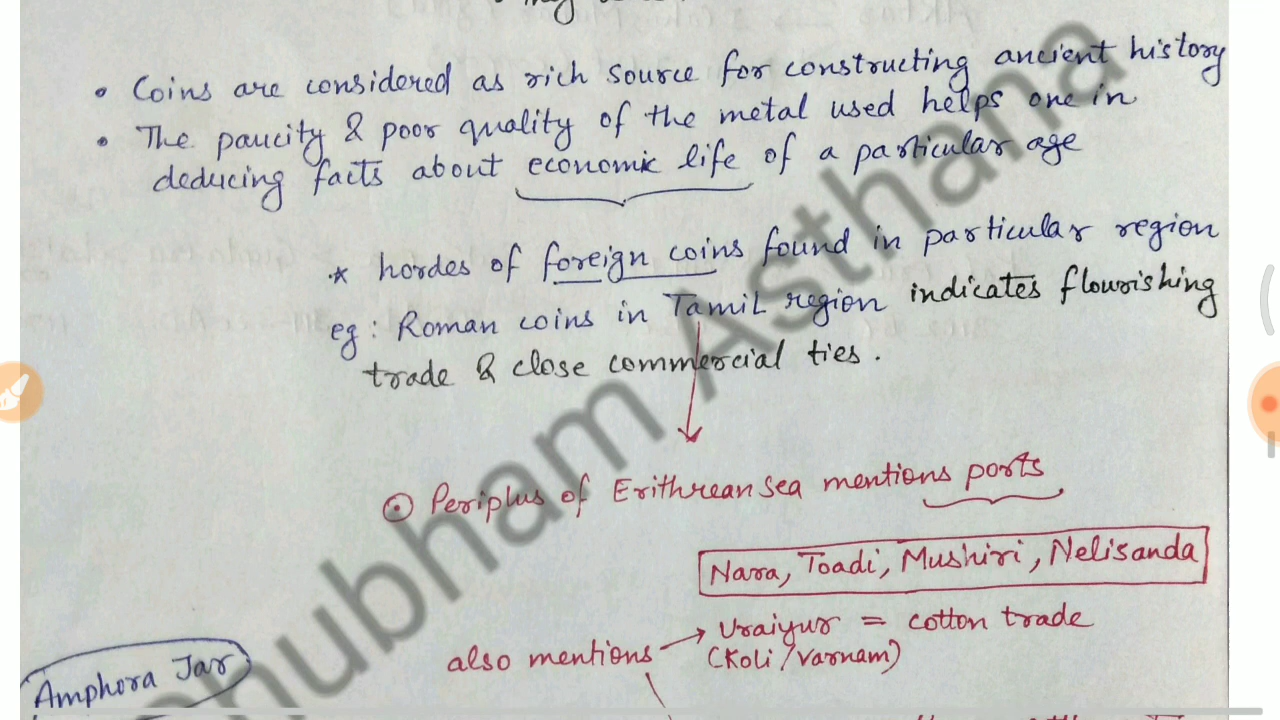 • Coins are considered as rich source for constructing ancient history
• The paucity & poor quality of the metal used helps one in
deducing facts about economic life of a particular age
* hordes of foreign coins found in particular region
eg: Roman coins in Tamil region indicates flourishing
trade & close commercial ties.
Periplus of Erithrean sea mentions ports
Nara, Toadi, Mushiri, Nelisanda
also mentions → Uraiyur = cotton trade
(Koli/Varnam)
Amphora Jar
hubham Asthana